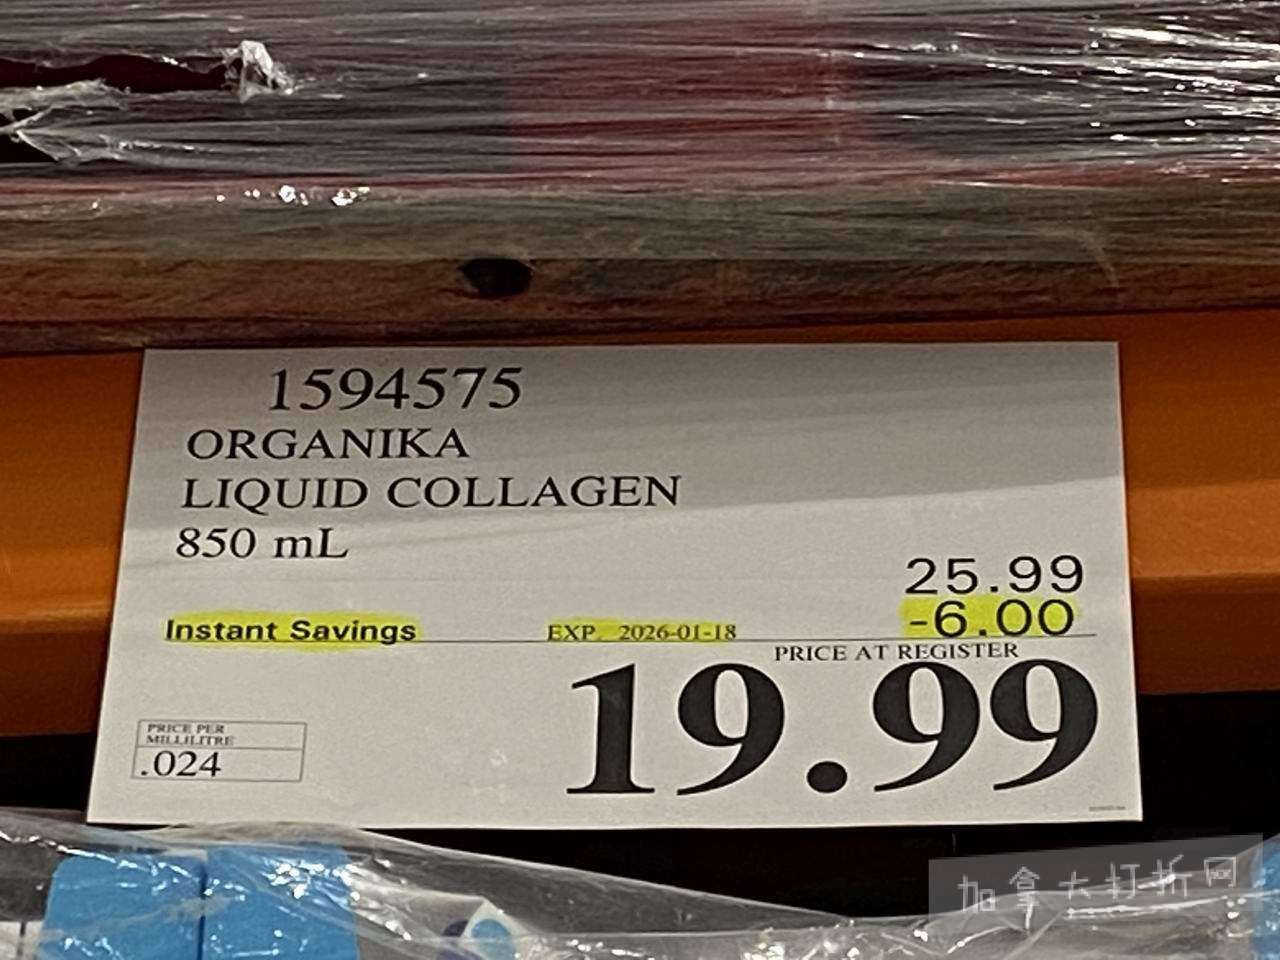 1594575
ORGANIKA
LIQUID COLLAGEN
850 mL
25.99
Instant Savings EXP. 2026-01-18 -6.00
PRICE AT REGISTER
19.99
PRICE PER
MILLILITRE
.024
加拿大打折网